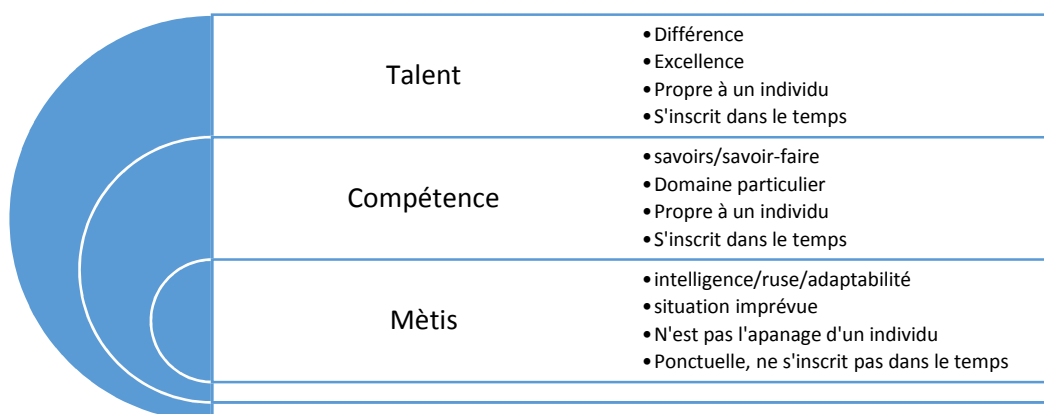 Talent
•Différence
•Excellence
•Propre à un individu
•S'inscrit dans le temps
Compétence
•savoirs/savoir-faire
•Domaine particulier
•Propre à un individu
•S'inscrit dans le temps
Mètis
•intelligence/ruse/adaptabilité
•situation imprévue
•N'est pas l'apanage d'un individu
•Ponctuelle, ne s'inscrit pas dans le temps